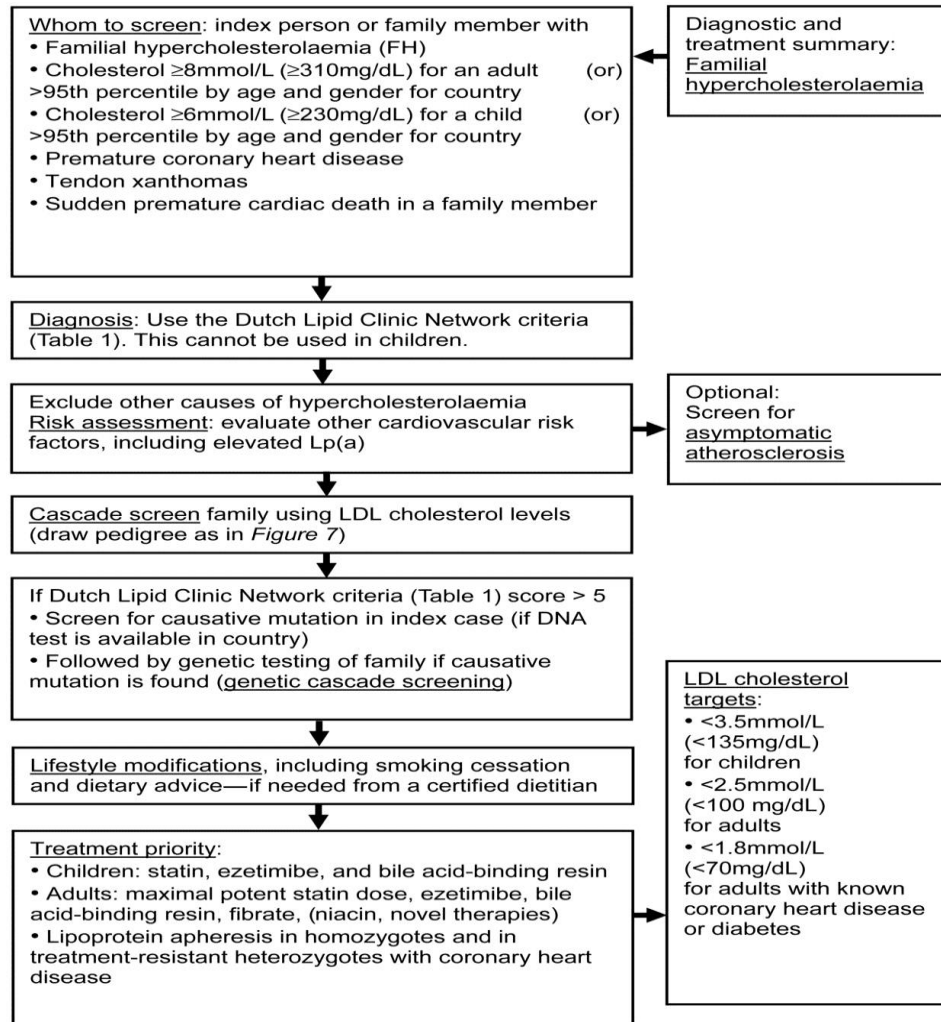 Whom to screen: index person or family member with
• Familial hypercholesterolaemia (FH)
• Cholesterol ≥8mmol/L (≥310mg/dL) for an adult (or)
>95th percentile by age and gender for country
• Cholesterol ≥6mmol/L (≥230mg/dL) for a child (or)
>95th percentile by age and gender for country
• Premature coronary heart disease
• Tendon xanthomas
• Sudden premature cardiac death in a family member
Diagnostic and
treatment summary:
Familial
hypercholesterolaemia
Diagnosis: Use the Dutch Lipid Clinic Network criteria
(Table 1). This cannot be used in children.
Exclude other causes of hypercholesterolaemia
Risk assessment: evaluate other cardiovascular risk
factors, including elevated Lp(a)
Optional:
Screen for
asymptomatic
atherosclerosis
Cascade screen family using LDL cholesterol levels
(draw pedigree as in Figure 7)
If Dutch Lipid Clinic Network criteria (Table 1) score > 5
• Screen for causative mutation in index case (if DNA
test is available in country)
• Followed by genetic testing of family if causative
mutation is found (genetic cascade screening)
Lifestyle modifications, including smoking cessation
and dietary advice—if needed from a certified dietitian
Treatment priority:
• Children: statin, ezetimibe, and bile acid-binding resin
• Adults: maximal potent statin dose, ezetimibe, bile
acid-binding resin, fibrate, (niacin, novel therapies)
• Lipoprotein apheresis in homozygotes and in
treatment-resistant heterozygotes with coronary heart
disease
LDL cholesterol
targets:
• <3.5mmol/L
(<135mg/dL)
for children
• <2.5mmol/L
(<100 mg/dL)
for adults
• <1.8mmol/L
(<70mg/dL)
for adults with known
coronary heart disease
or diabetes